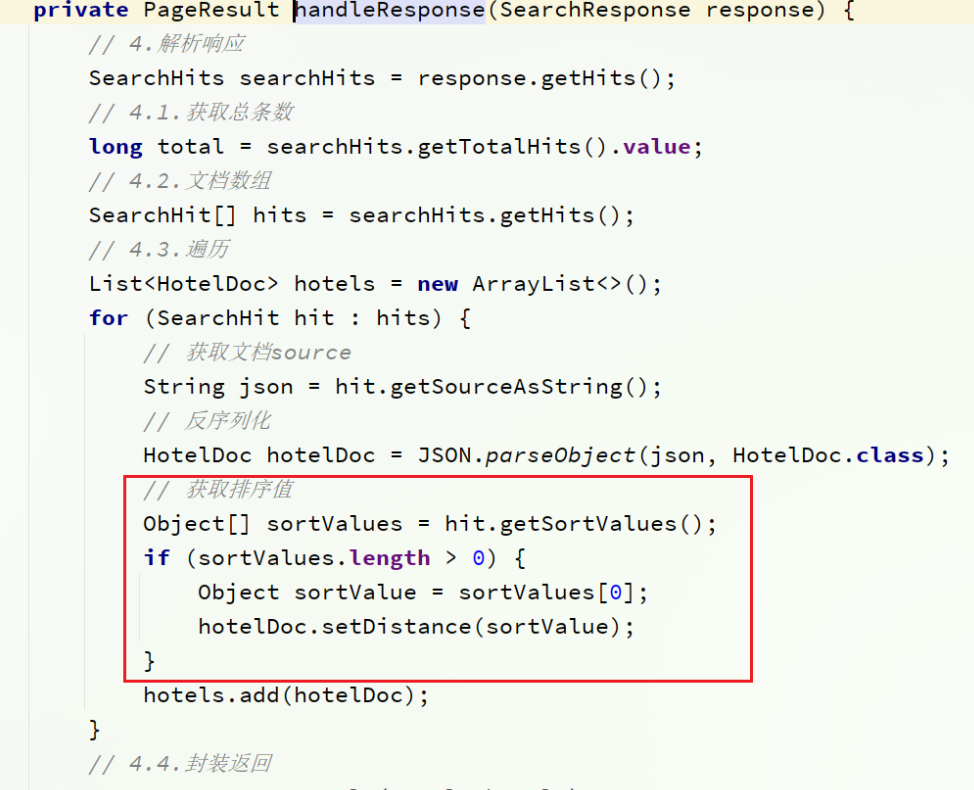 private PageResult handleResponse(SearchResponse response) {
// 4.解析响应
SearchHits searchHits = response.getHits();
// 4.1.获取总条数
long total = searchHits.getTotalHits().value;
// 4.2.文档数组
SearchHit[] hits = searchHits.getHits();
// 4.3.遍历
List<HotelDoc> hotels = new ArrayList<>();
for (SearchHit hit : hits) {
// 获取文档source
String json = hit.getSourceAsString();
// 反序列化
HotelDoc hotelDoc = JSON.parseObject(json, HotelDoc.class);
// 获取排序值
Object[] sortValues = hit.getSortValues();
if (sortValues.length > 0) {
Object sortValue = sortValues[0];
hotelDoc.setDistance(sortValue);
}
hotels.add(hotelDoc);
}
// 4.4.封装返回